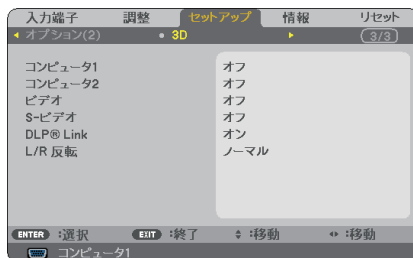 入力端子 調整 セットアップ 情報 リセット
オプション(2) 3D (3/3)
コンピュータ1 オフ
コンピュータ2 オフ
ビデオ オフ
S-ビデオ オフ
DLP® Link オン
L/R 反転 ノーマル
ENTER :選択 EXIT :終了 :移動 :移動
コンピュータ1